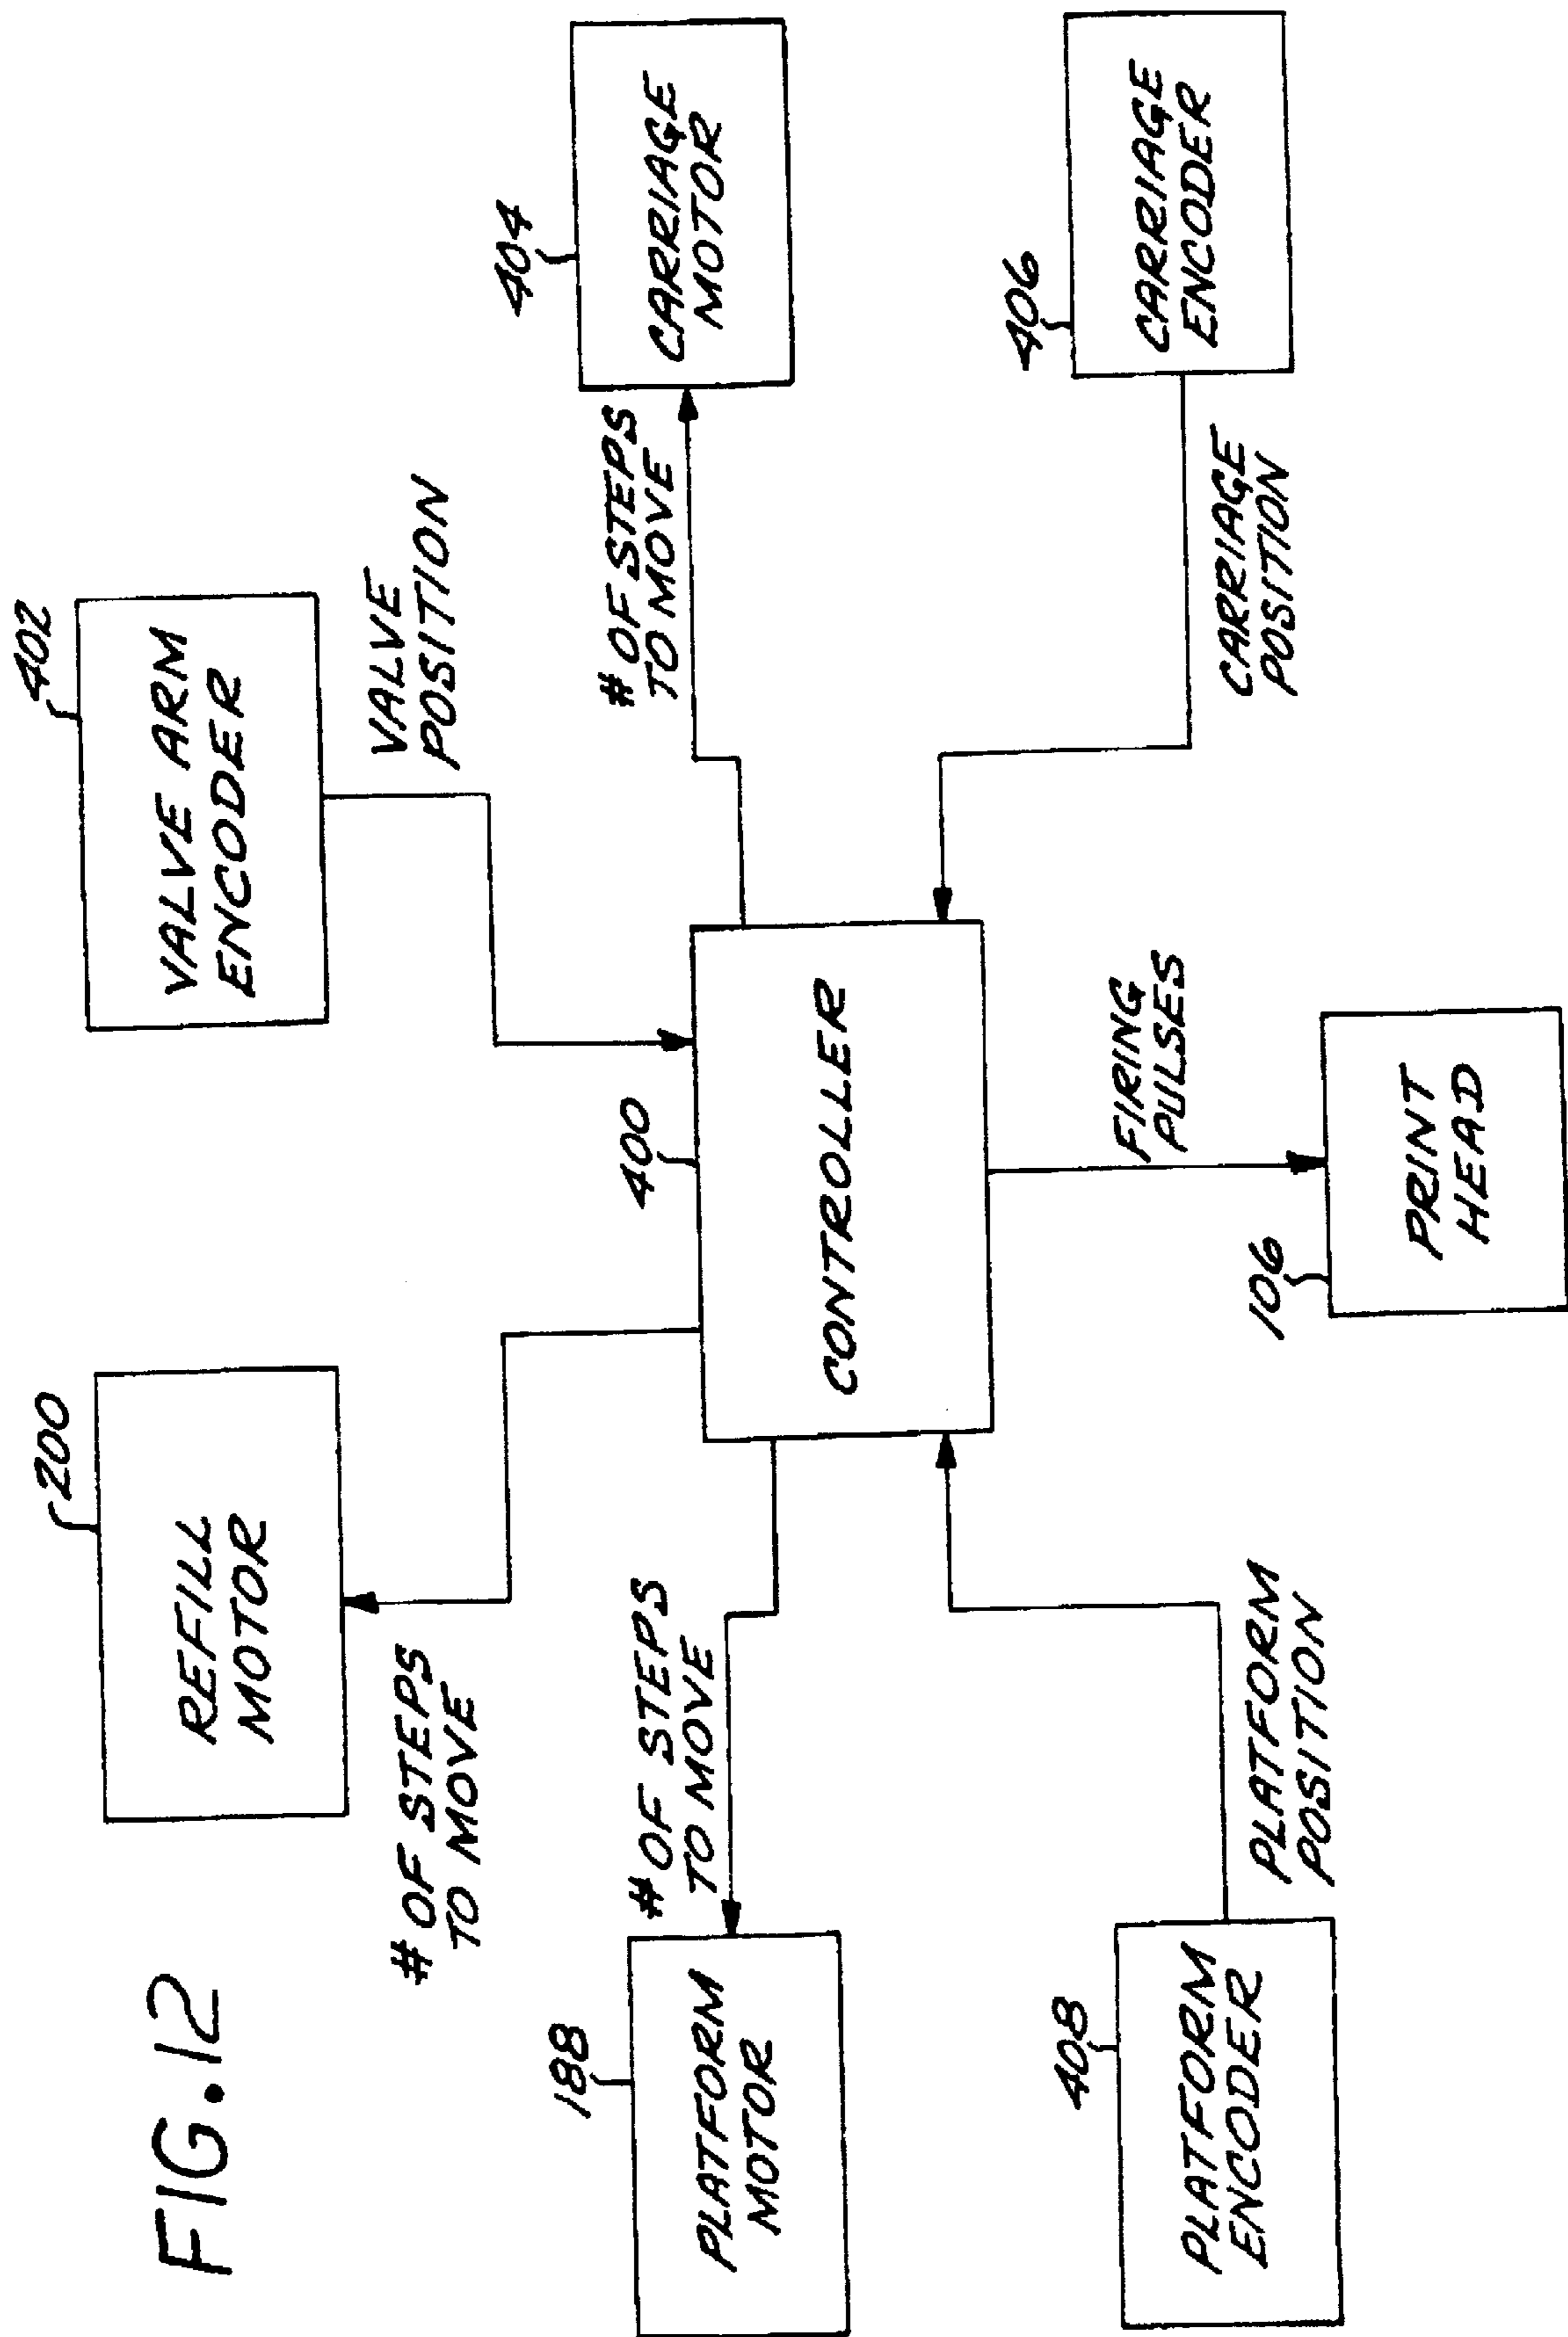 FIG.12
200
REFILL
MOTOR
# OF STEPS
TO MOVE
402
VALVE ARM
ENCODER
VALVE
POSITION
188
PLATFORM
MOTOR
# OF STEPS
TO MOVE
400
CONTROLLER
# OF STEPS
TO MOVE
404
CARRIAGE
MOTOR
408
PLATFORM
ENCODER
PLATFORM
POSITION
FIRING
PULSES
106
PRINT
HEAD
CARRIAGE
POSITION
406
CARRIAGE
ENCODER